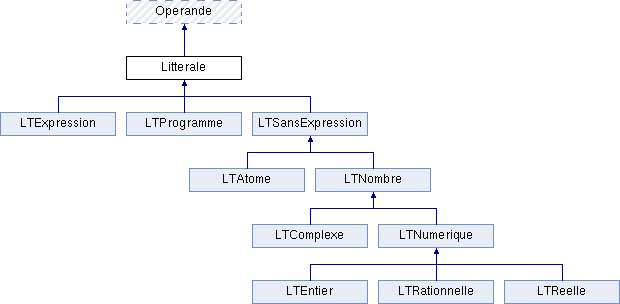 Operande
Litterale
LTExpression LTProgramme LTSansExpression
LTAtome LTNombre
LTComplexe LTNumerique
LTEntier LTRationnelle LTReelle